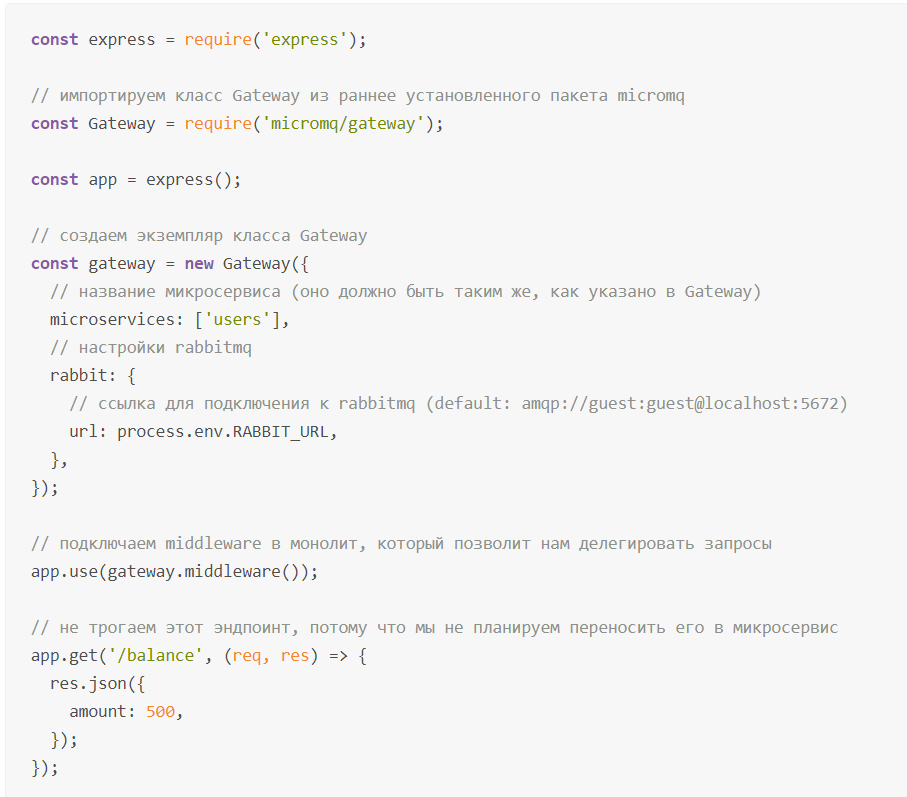 const express = require('express');
// импортируем класс Gateway из раннее установленного пакета micromq
const Gateway = require('micromq/gateway');
const app = express();
// создаем экземпляр класса Gateway
const gateway = new Gateway({
  // название микросервиса (оно должно быть таким же, как указано в Gateway)
  microservices: ['users'],
  // настройки rabbitmq
  rabbit: {
    // ссылка для подключения к rabbitmq (default: amqp://guest:guest@localhost:5672)
    url: process.env.RABBIT_URL,
  },
});
// подключаем middleware в монолит, который позволит нам делегировать запросы
app.use(gateway.middleware());
// не трогаем этот эндпоинт, потому что мы не планируем переносить его в микросервис
app.get('/balance', (req, res) => {
  res.json({
    amount: 500,
  });
});